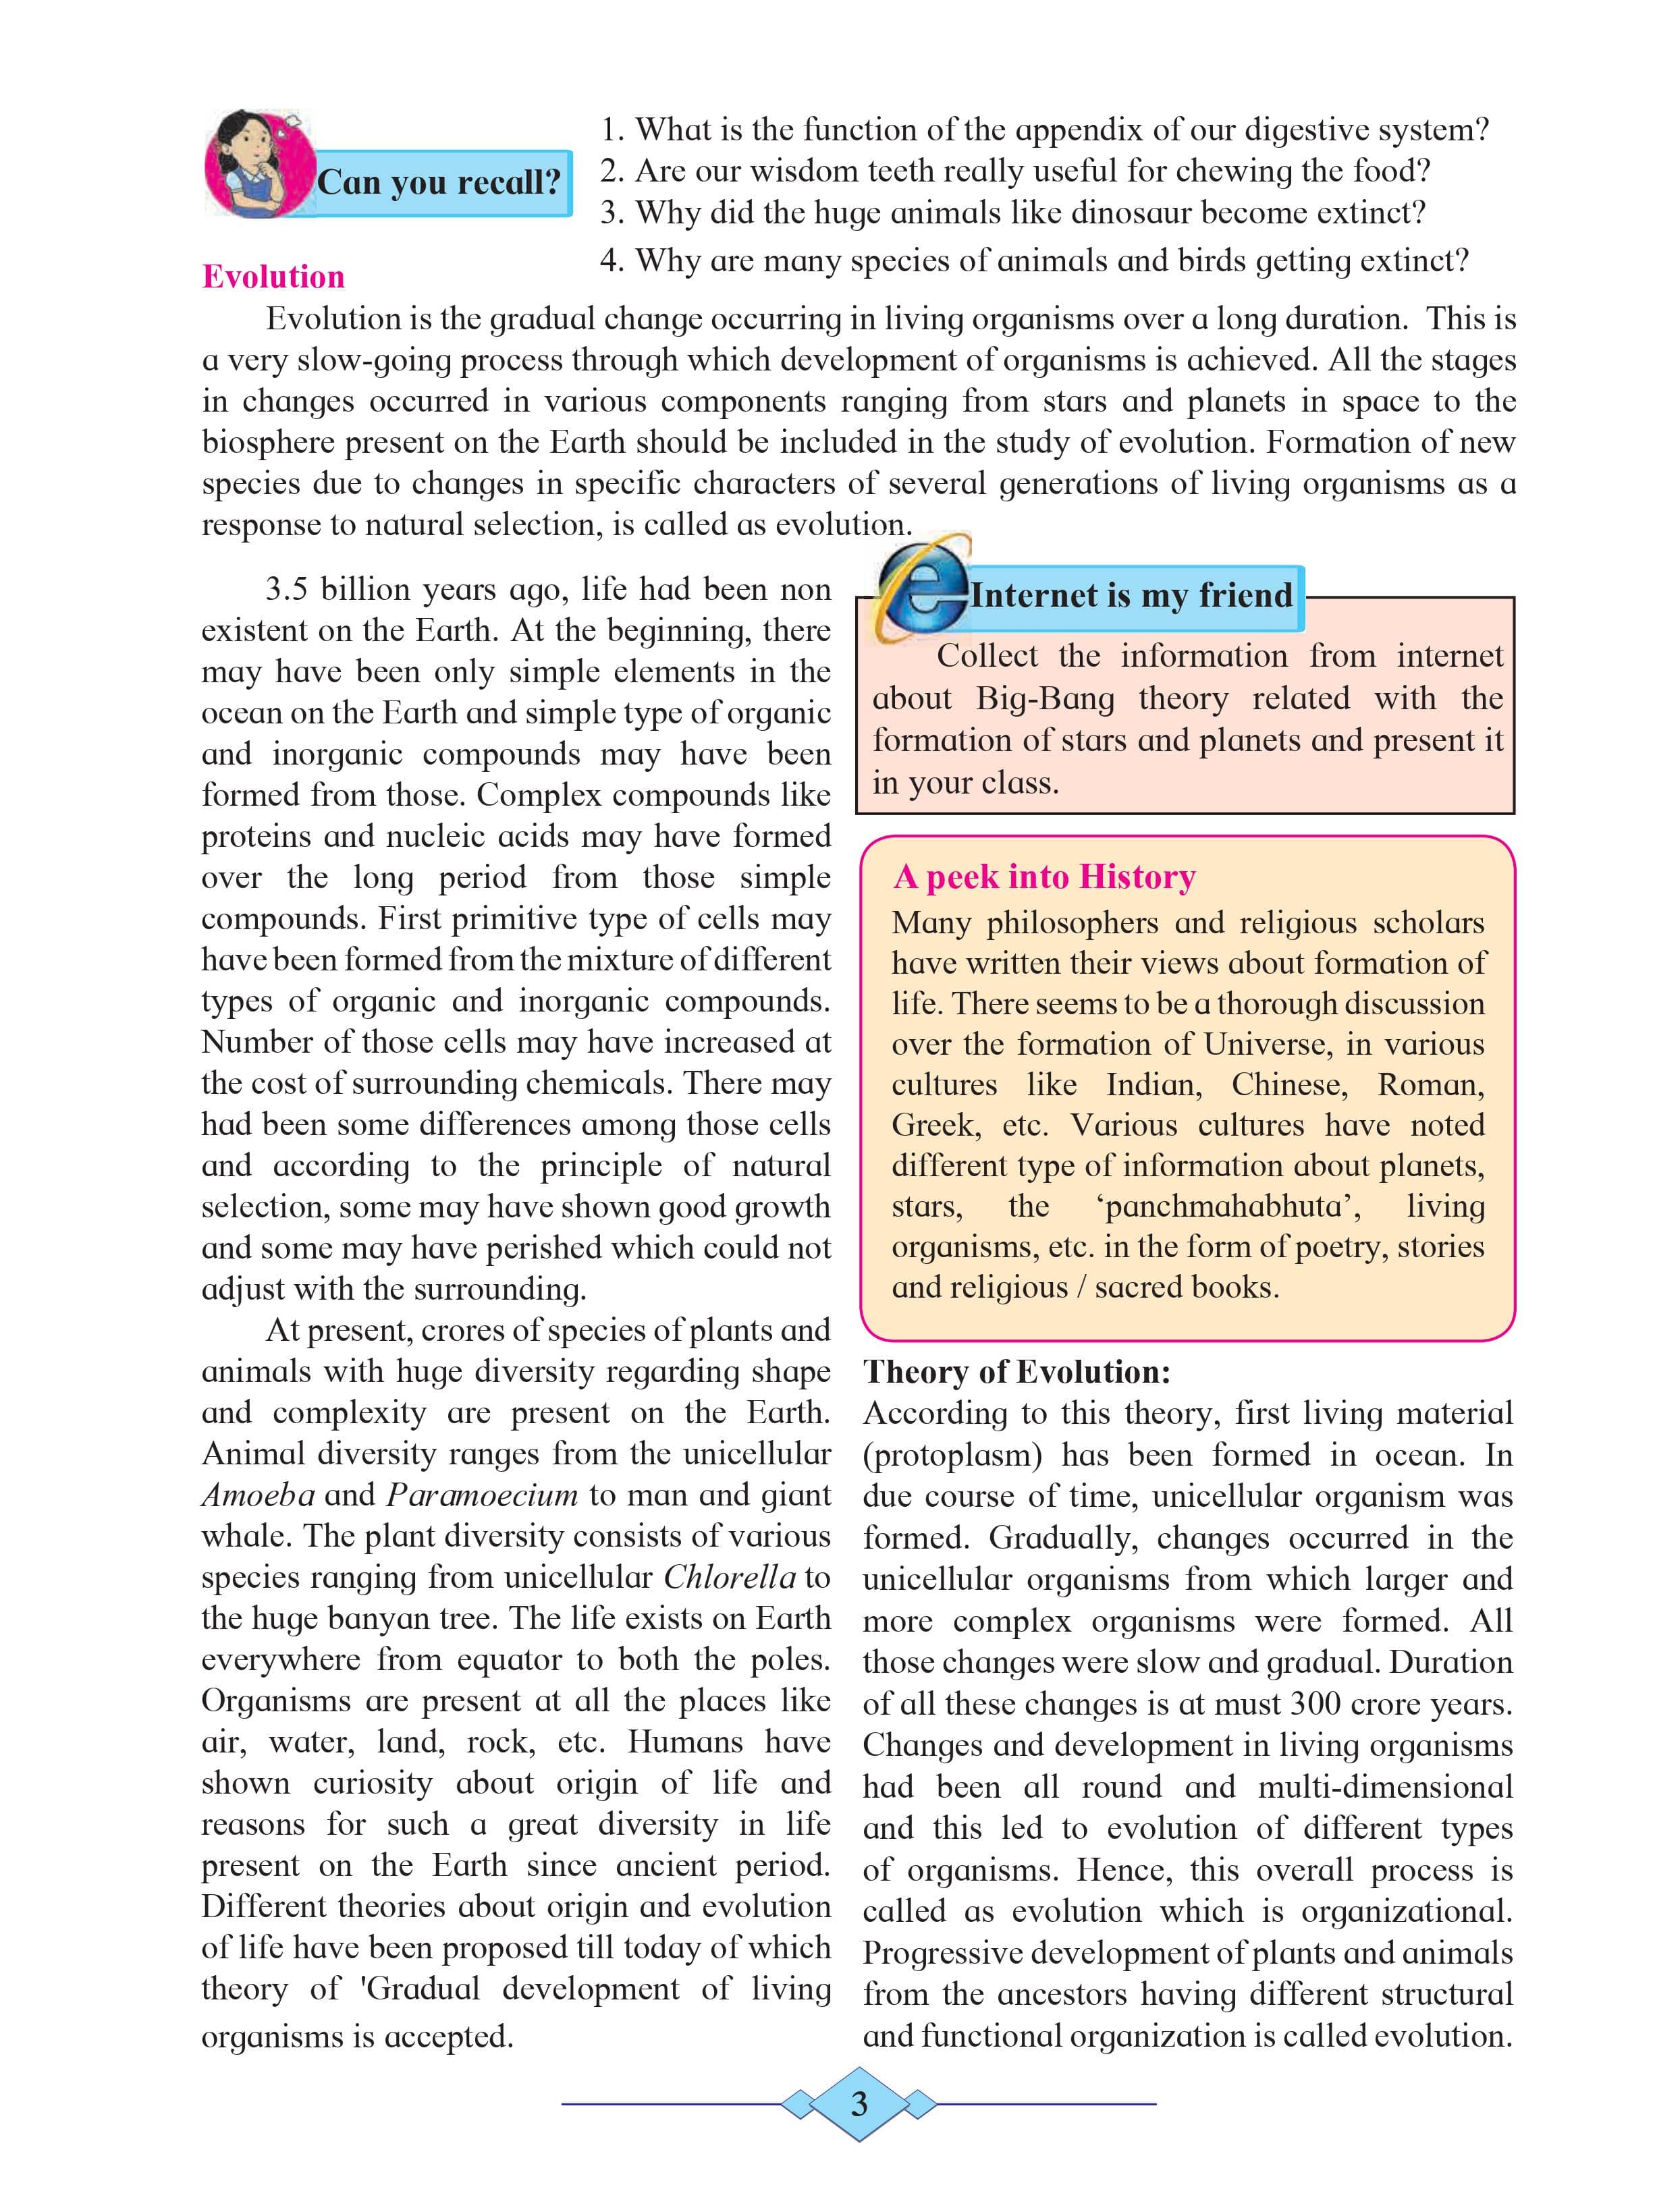 Can you recall?
1. What is the function of the appendix of our digestive system?
2. Are our wisdom teeth really useful for chewing the food?
3. Why did the huge animals like dinosaur become extinct?
4. Why are many species of animals and birds getting extinct?
Evolution
Evolution is the gradual change occurring in living organisms over a long duration.  This is
a very slow-going process through which development of organisms is achieved. All the stages
in changes occurred in various components ranging from stars and planets in space to the
biosphere present on the Earth should be included in the study of evolution. Formation of new
species due to changes in specific characters of several generations of living organisms as a
response to natural selection, is called as evolution.
3.5 billion years ago, life had been non
existent on the Earth. At the beginning, there
may have been only simple elements in the
ocean on the Earth and simple type of organic
and inorganic compounds may have been
formed from those. Complex compounds like
proteins and nucleic acids may have formed
over the long period from those simple
compounds. First primitive type of cells may
have been formed from the mixture of different
types of organic and inorganic compounds.
Number of those cells may have increased at
the cost of surrounding chemicals. There may
had been some differences among those cells
and according to the principle of natural
selection, some may have shown good growth
and some may have perished which could not
adjust with the surrounding.
At present, crores of species of plants and
animals with huge diversity regarding shape
and complexity are present on the Earth.
Animal diversity ranges from the unicellular
Amoeba and Paramoecium to man and giant
whale. The plant diversity consists of various
species ranging from unicellular Chlorella to
the huge banyan tree. The life exists on Earth
everywhere from equator to both the poles.
Organisms are present at all the places like
air, water, land, rock, etc. Humans have
shown curiosity about origin of life and
reasons for such a great diversity in life
present on the Earth since ancient period.
Different theories about origin and evolution
of life have been proposed till today of which
theory of 'Gradual development of living
organisms is accepted.
Internet is my friend
Collect the information from internet
about Big-Bang theory related with the
formation of stars and planets and present it
in your class.
A peek into History
Many philosophers and religious scholars
have written their views about formation of
life. There seems to be a thorough discussion
over the formation of Universe, in various
cultures like Indian, Chinese, Roman,
Greek, etc. Various cultures have noted
different type of information about planets,
stars, the ‘panchmahabhuta’, living
organisms, etc. in the form of poetry, stories
and religious / sacred books.
Theory of Evolution:
According to this theory, first living material
(protoplasm) has been formed in ocean. In
due course of time, unicellular organism was
formed. Gradually, changes occurred in the
unicellular organisms from which larger and
more complex organisms were formed. All
those changes were slow and gradual. Duration
of all these changes is at must 300 crore years.
Changes and development in living organisms
had been all round and multi-dimensional
and this led to evolution of different types
of organisms. Hence, this overall process is
called as evolution which is organizational.
Progressive development of plants and animals
from the ancestors having different structural
and functional organization is called evolution.
3